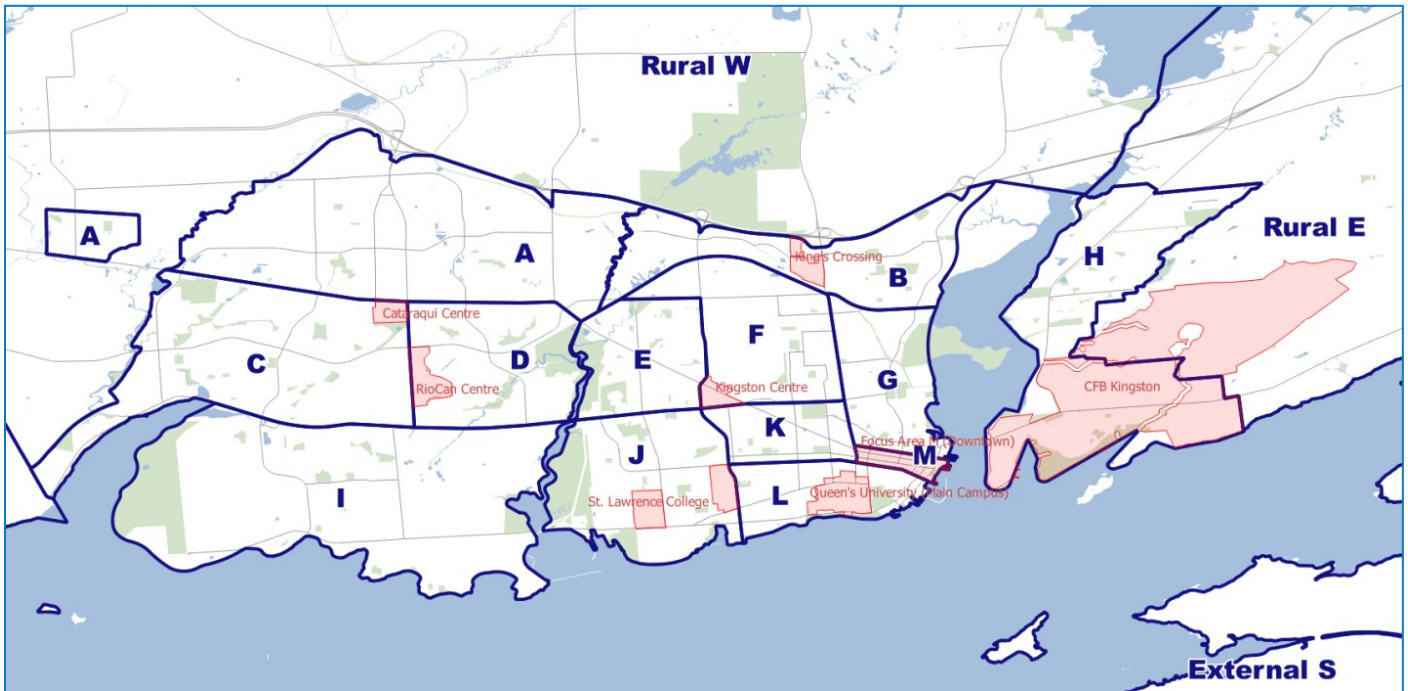 Rural W
A
Rural E
A
H
King's Crossing
B
Cataraqui Centre
F
C
D
E
G
RioCan Centre
Kingston Centre
CFB Kingston
K
Focus Area M (Downtown)
M
J
I
St. Lawrence College
L
Queen's University (Main Campus)
External S